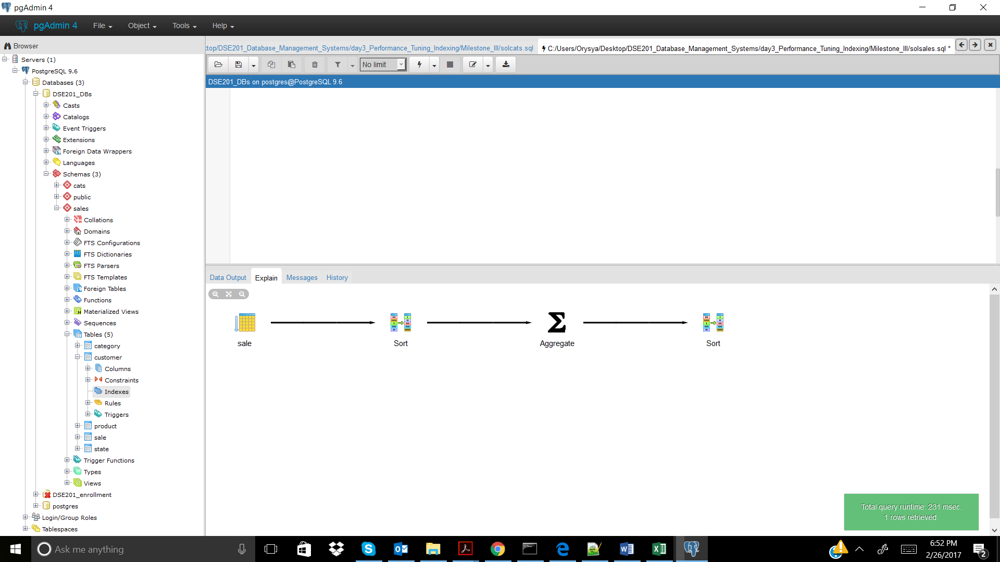 pgAdmin 4
pgAdmin 4 File Object Tools Help
Browser
ktop/DSE201_Database_Management_Systems/day3_Performance_Tuning_Indexing/Milestone_III/solcats.sql
C:/Users/Orysya/Desktop/DSE201_Database_Management_Systems/day3_Performance_Tuning_Indexing/Milestone_III/solsales.sql *
No limit
DSE201_DBs on postgres@PostgreSQL 9.6
Servers (1)
PostgreSQL 9.6
Databases (3)
DSE201_DBs
Casts
Catalogs
Event Triggers
Extensions
Foreign Data Wrappers
Languages
Schemas (3)
cats
public
sales
Collations
Domains
FTS Configurations
FTS Dictionaries
FTS Parsers
FTS Templates
Foreign Tables
Functions
Materialized Views
Sequences
Tables (5)
category
customer
Columns
Constraints
Indexes
Rules
Triggers
product
sale
state
Trigger Functions
Types
Views
DSE201_enrollment
postgres
Login/Group Roles
Tablespaces
Data Output Explain Messages History
sale Sort Aggregate Sort
Total query runtime: 231 msec.
1 rows retrieved.
Ask me anything
6:52 PM
2/26/2017
2